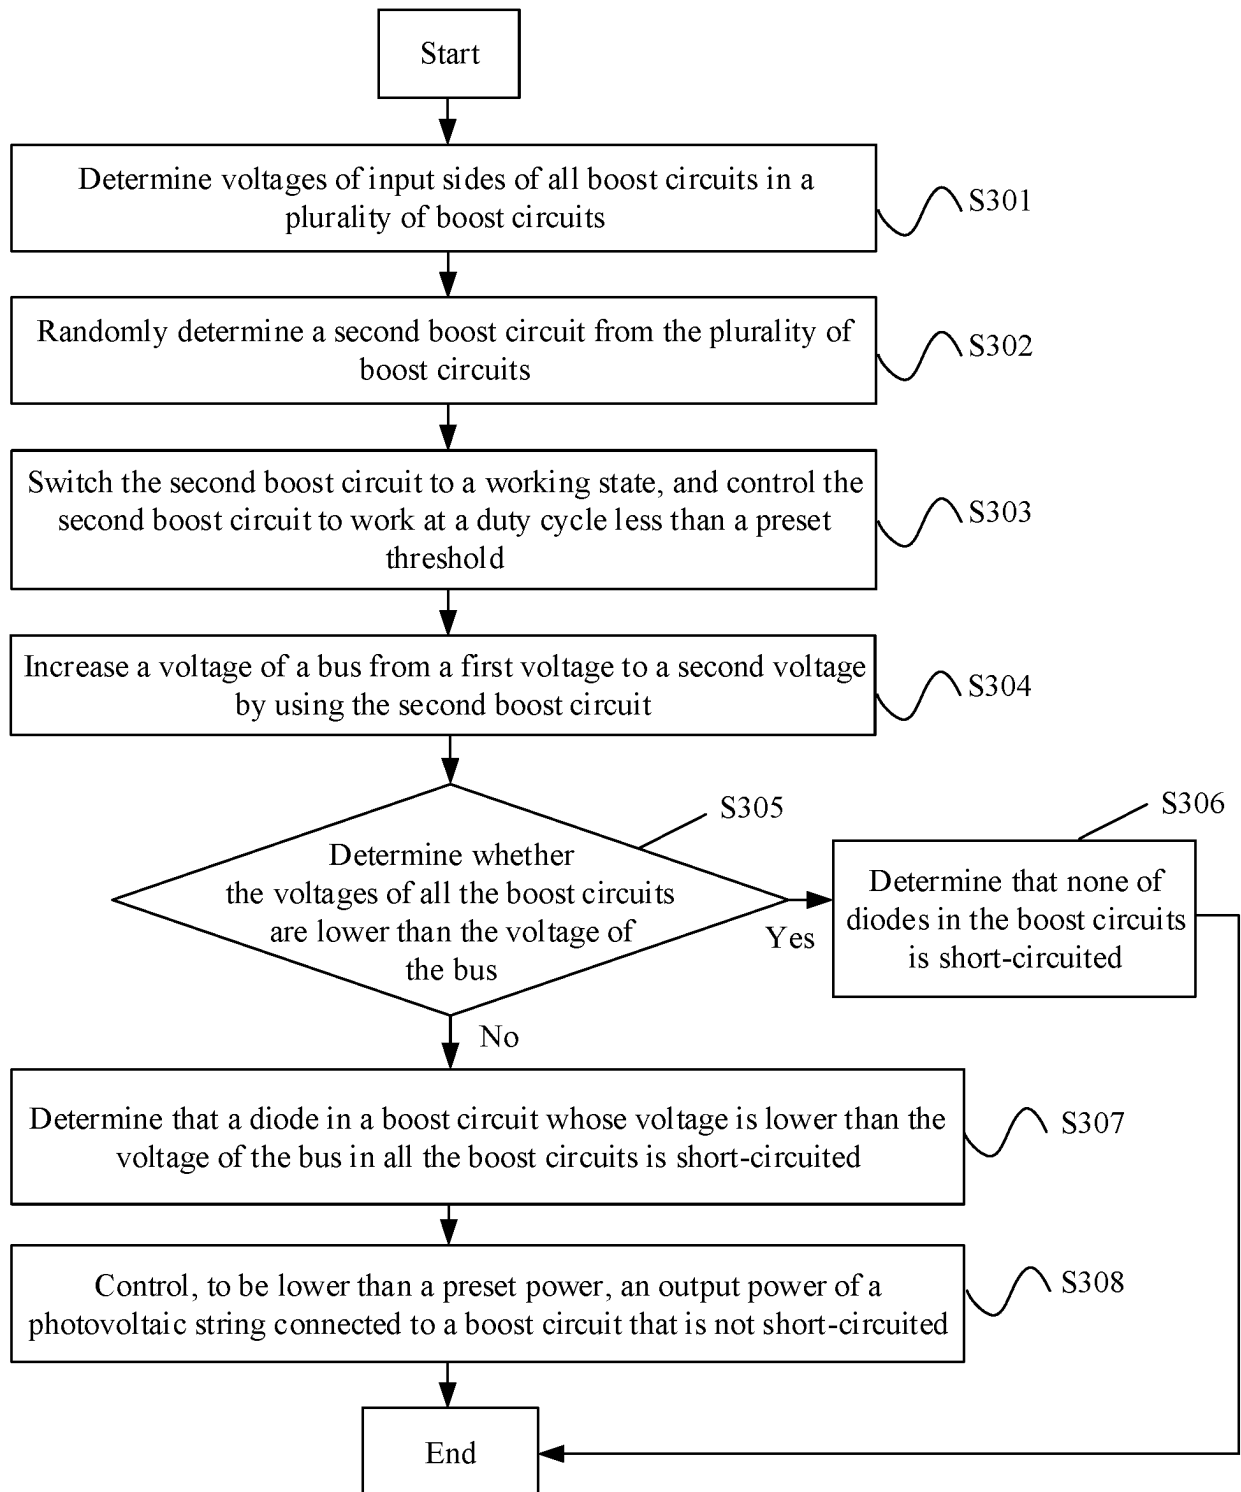 Start
Determine voltages of input sides of all boost circuits in a
plurality of boost circuits
S301
Randomly determine a second boost circuit from the plurality of
boost circuits
S302
Switch the second boost circuit to a working state, and control the
second boost circuit to work at a duty cycle less than a preset
threshold
S303
Increase a voltage of a bus from a first voltage to a second voltage
by using the second boost circuit
S304
Determine whether
the voltages of all the boost circuits
are lower than the voltage of
the bus
S305
Yes
Determine that none of
diodes in the boost circuits
is short-circuited
S306
No
Determine that a diode in a boost circuit whose voltage is lower than the
voltage of the bus in all the boost circuits is short-circuited
S307
Control, to be lower than a preset power, an output power of a
photovoltaic string connected to a boost circuit that is not short-circuited
S308
End